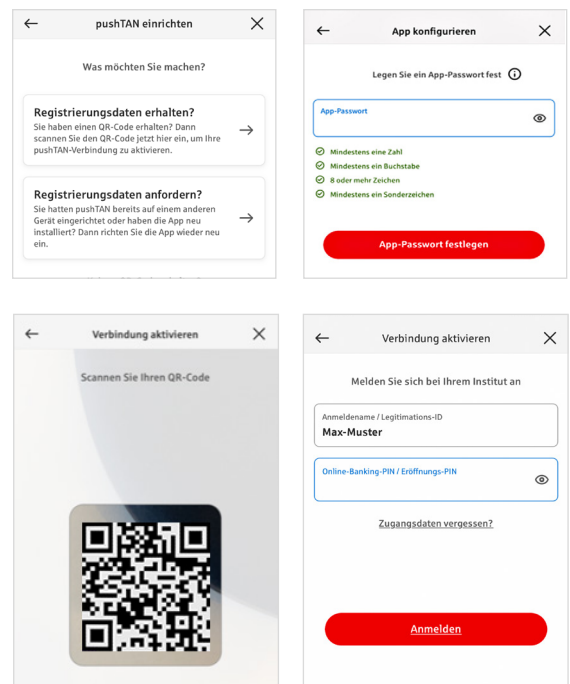 pushTAN einrichten
Was möchten Sie machen?
Registrierungsdaten erhalten?
Sie haben einen QR-Code erhalten? Dann
scannen Sie den QR-Code jetzt hier ein, um Ihre
pushTAN-Verbindung zu aktivieren.
Registrierungsdaten anfordern?
Sie hatten pushTAN bereits auf einem anderen
Gerät eingerichtet oder haben die App neu
installiert? Dann richten Sie die App wieder neu
ein.
App konfigurieren
Legen Sie ein App-Passwort fest
App-Passwort
Mindestens eine Zahl
Mindestens ein Buchstabe
8 oder mehr Zeichen
Mindestens ein Sonderzeichen
App-Passwort festlegen
Verbindung aktivieren
Scannen Sie Ihren QR-Code
Verbindung aktivieren
Melden Sie sich bei Ihrem Institut an
Anmeldename / Legitimations-ID
Max-Muster
Online-Banking-PIN / Eröffnungs-PIN
Zugangsdaten vergessen?
Anmelden